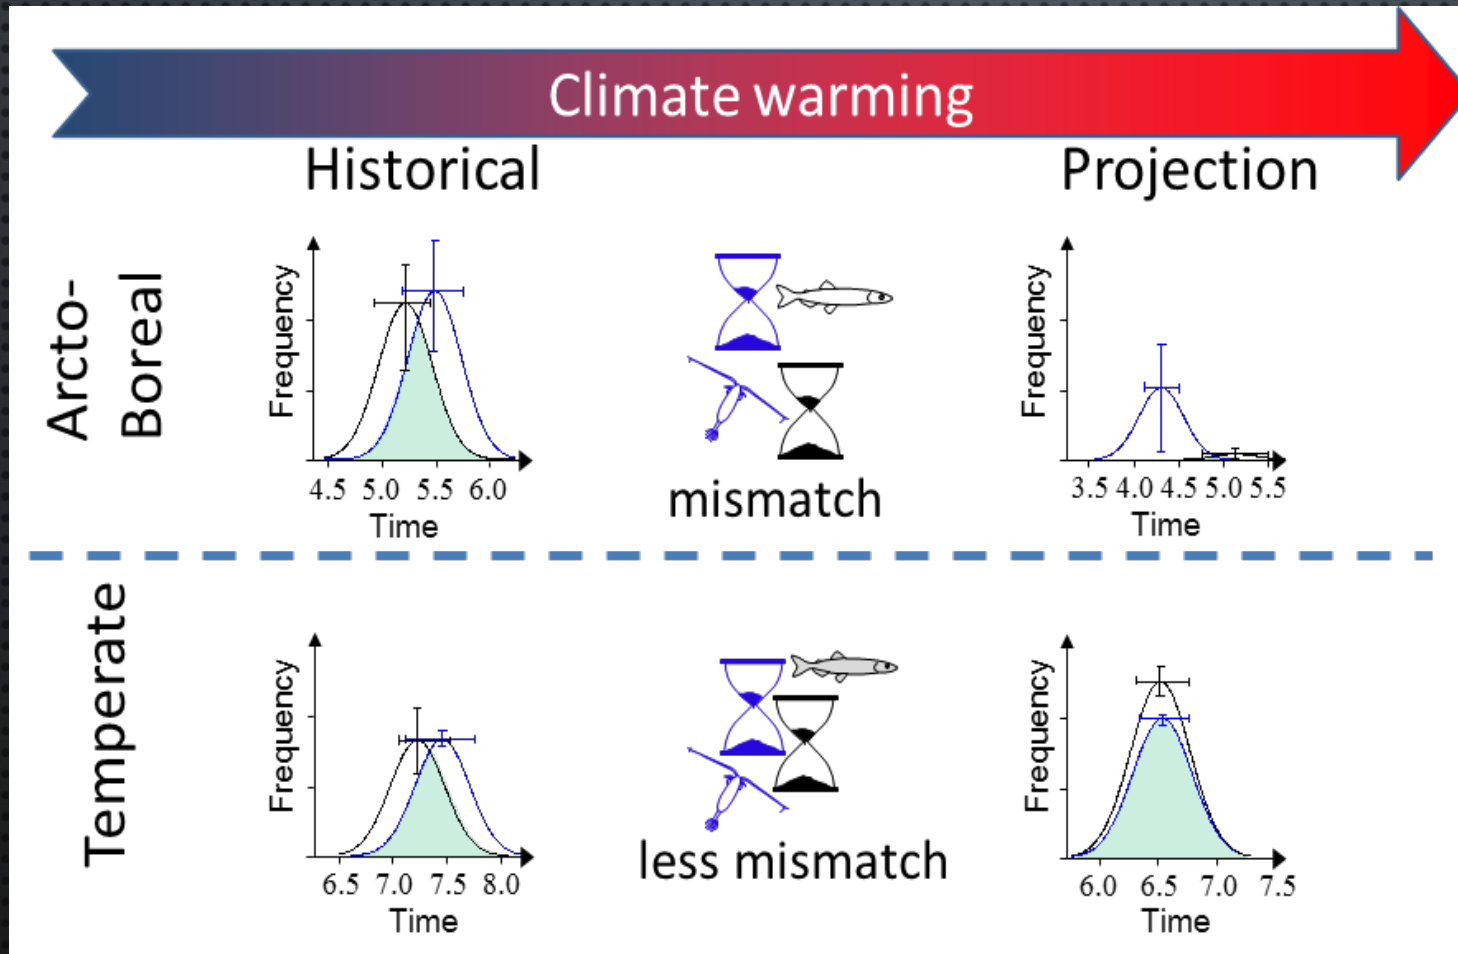 Climate warming
Historical
Projection
Arcto-
Boreal
Frequency
4.5 5.0 5.5 6.0
Time
mismatch
Frequency
3.5 4.0 4.5 5.0 5.5
Time
Temperate
Frequency
6.5 7.0 7.5 8.0
Time
less mismatch
Frequency
6.0 6.5 7.0 7.5
Time